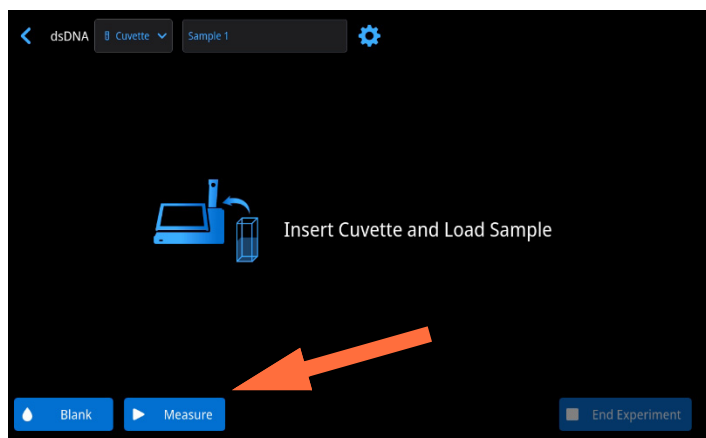 dsDNA Cuvette Sample 1
Insert Cuvette and Load Sample
Blank Measure End Experiment